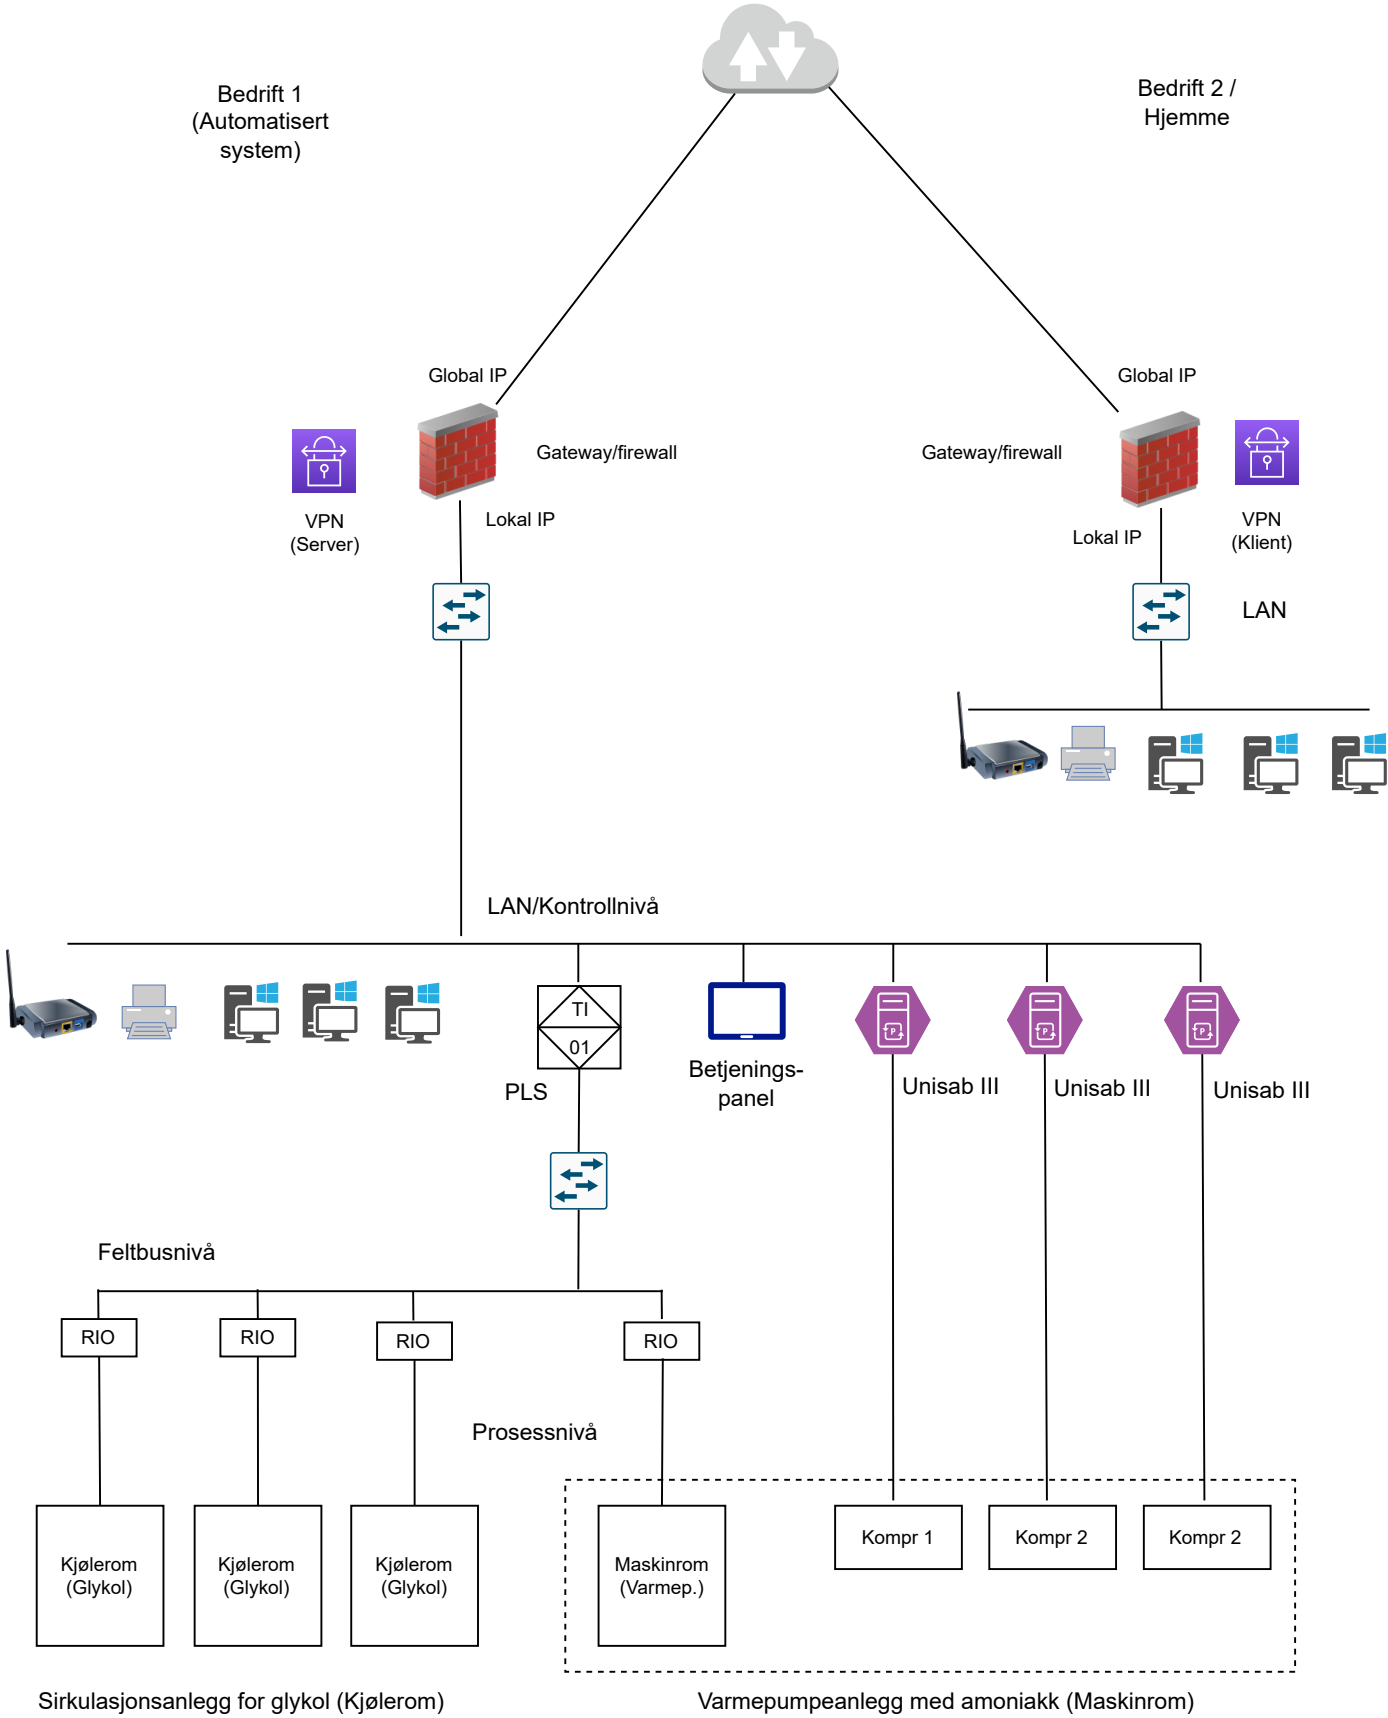 Bedrift 1
(Automatisert
system)
Bedrift 2 /
Hjemme
Global IP
Global IP
Gateway/firewall
Gateway/firewall
VPN
(Server)
Lokal IP
Lokal IP
VPN
(Klient)
LAN
LAN/Kontrollnivå
TI
01
PLS
Betjenings-
panel
P
P
P
Unisab III
Unisab III
Unisab III
Feltbusnivå
RIO
RIO
RIO
RIO
Prosessnivå
Kjølerom
(Glykol)
Kjølerom
(Glykol)
Kjølerom
(Glykol)
Maskinrom
(Varmep.)
Kompr 1
Kompr 2
Kompr 2
Sirkulasjonsanlegg for glykol (Kjølerom)
Varmepumpeanlegg med amoniakk (Maskinrom)